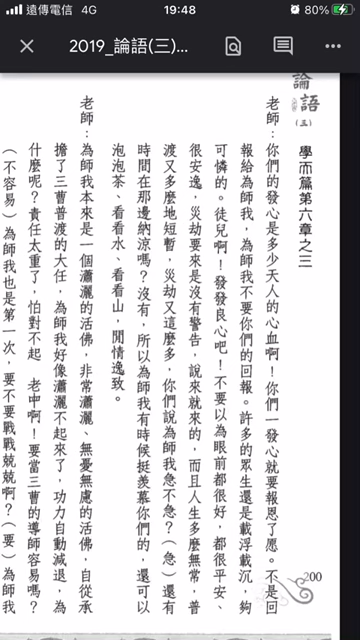 遠傳電信 4G
19:48
80%
2019_論語(三)...
論語
(三)
200
學而篇第六章之三
老師：你們的發心是多少天人的心血啊！你們一發心就要報恩了愿。不是回
報給為師我，為師我不要你們的回報。許多的眾生還是載浮載沉，夠
可憐的。徒兒啊！發發良心吧！不要以為眼前都很好，都很平安、
很安逸，災劫要來是沒有警告，說來就來的，而且人生多麼無常，普
渡又多麼地短暫，災劫又這麼多，你們說為師我急不急？（急）還有
時間在那邊納涼嗎？沒有，所以為師我有時候挺羨慕你們的，還可以
泡泡茶、看看水、看看山，閒情逸致。
老師：為師我本來是一個瀟灑的活佛，非常瀟灑、無憂無慮的活佛，自從承
擔了三曹普渡的大任，為師我好像瀟灑不起來了，功力自動減退，為
什麼呢？責任太重了，怕對不起 老中啊！要當三曹的導師容易嗎？
（不容易）為師我也是第一次，要不要戰戰兢兢啊？（要）為師我